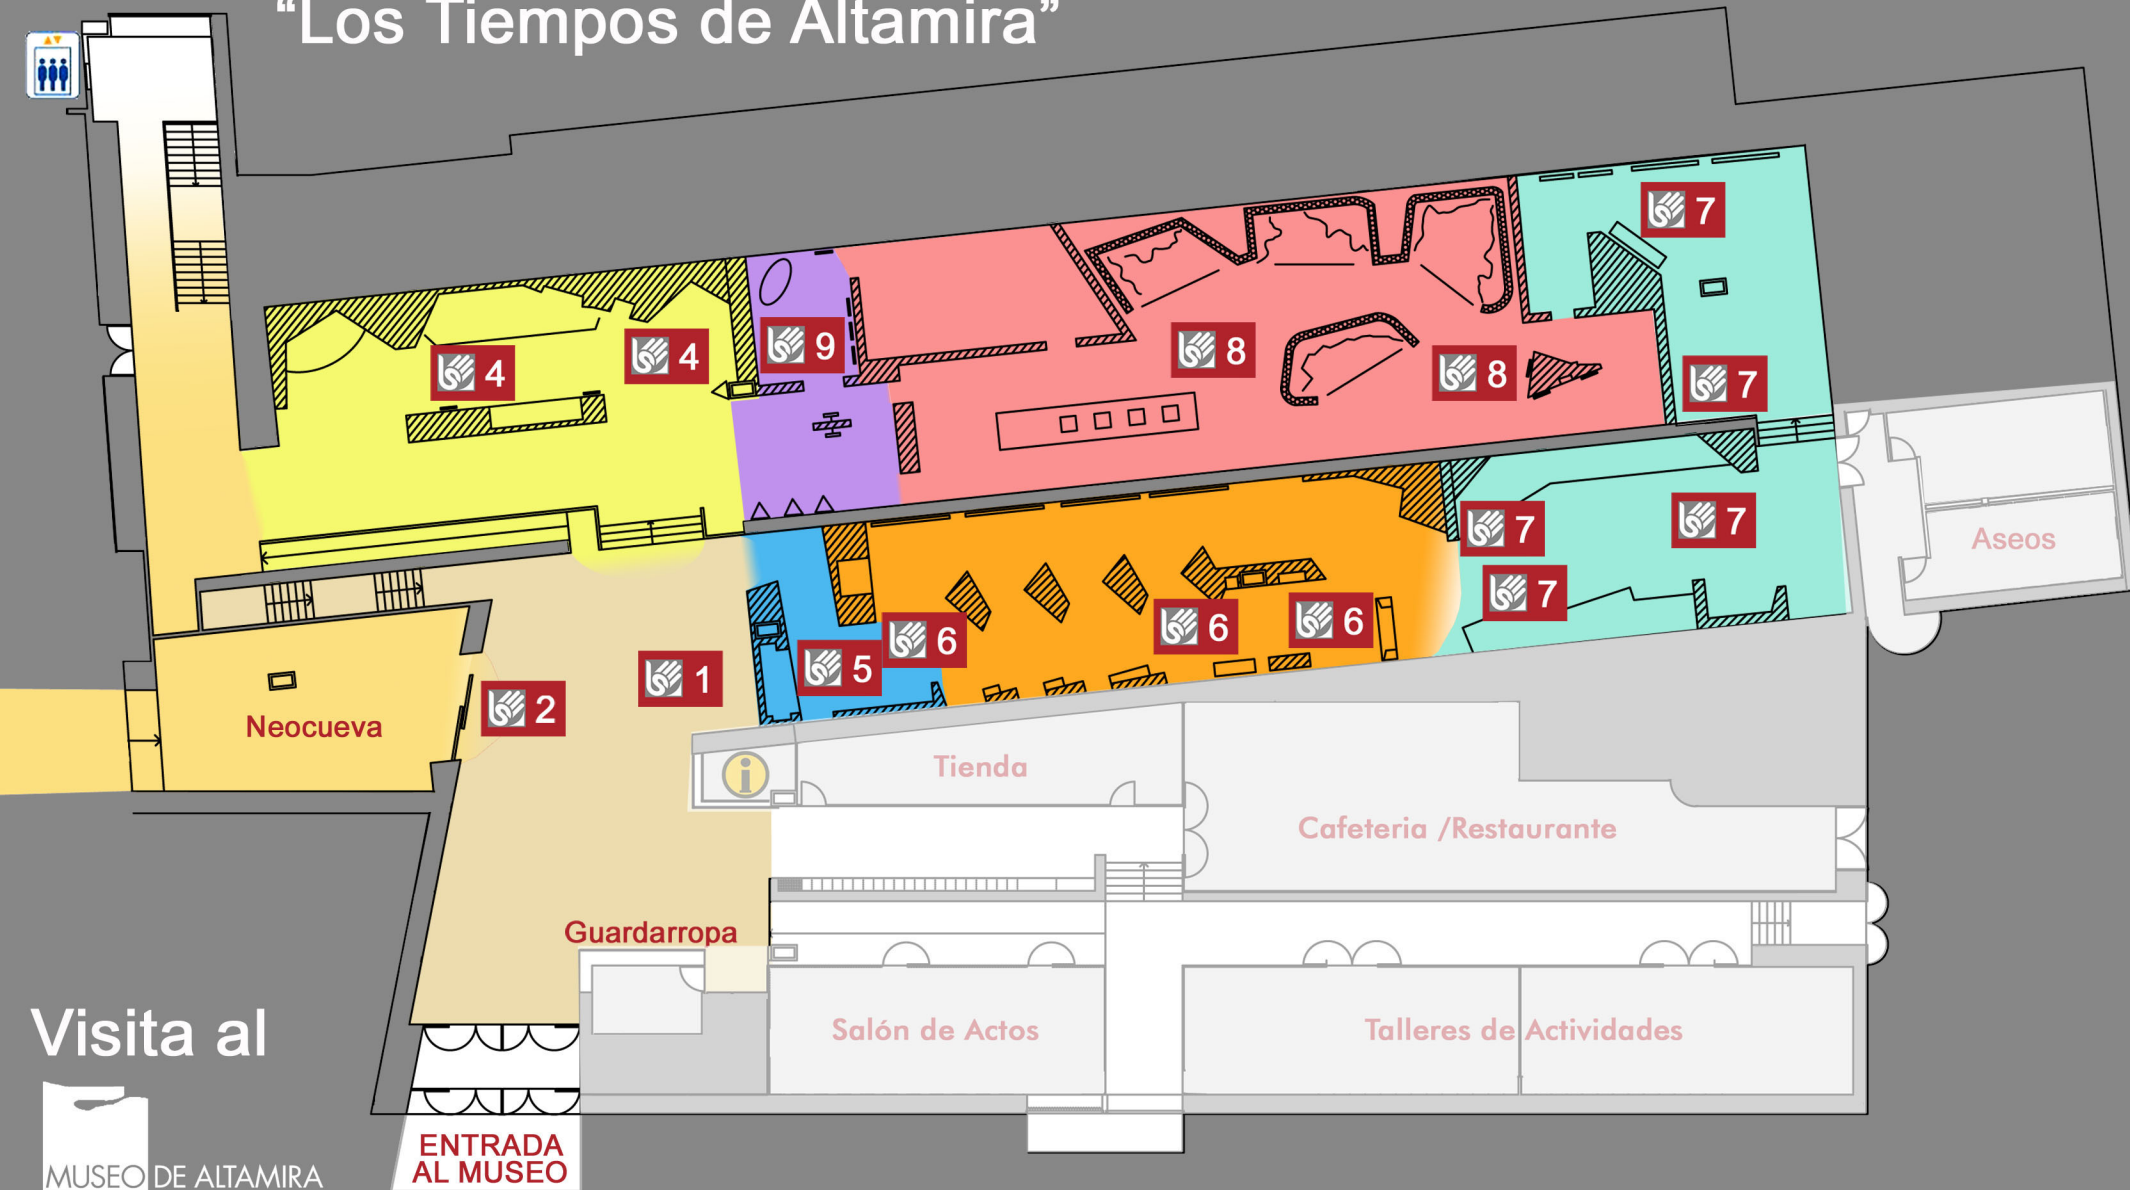 “Los Tiempos de Altamira”
7
9
8
4
4
8
7
7
7
Aseos
7
6
6
6
5
1
2
Neocueva
i
Tienda
Cafeteria /Restaurante
Guardarropa
Salón de Actos
Talleres de Actividades
Visita al
MUSEO DE ALTAMIRA
ENTRADA
AL MUSEO